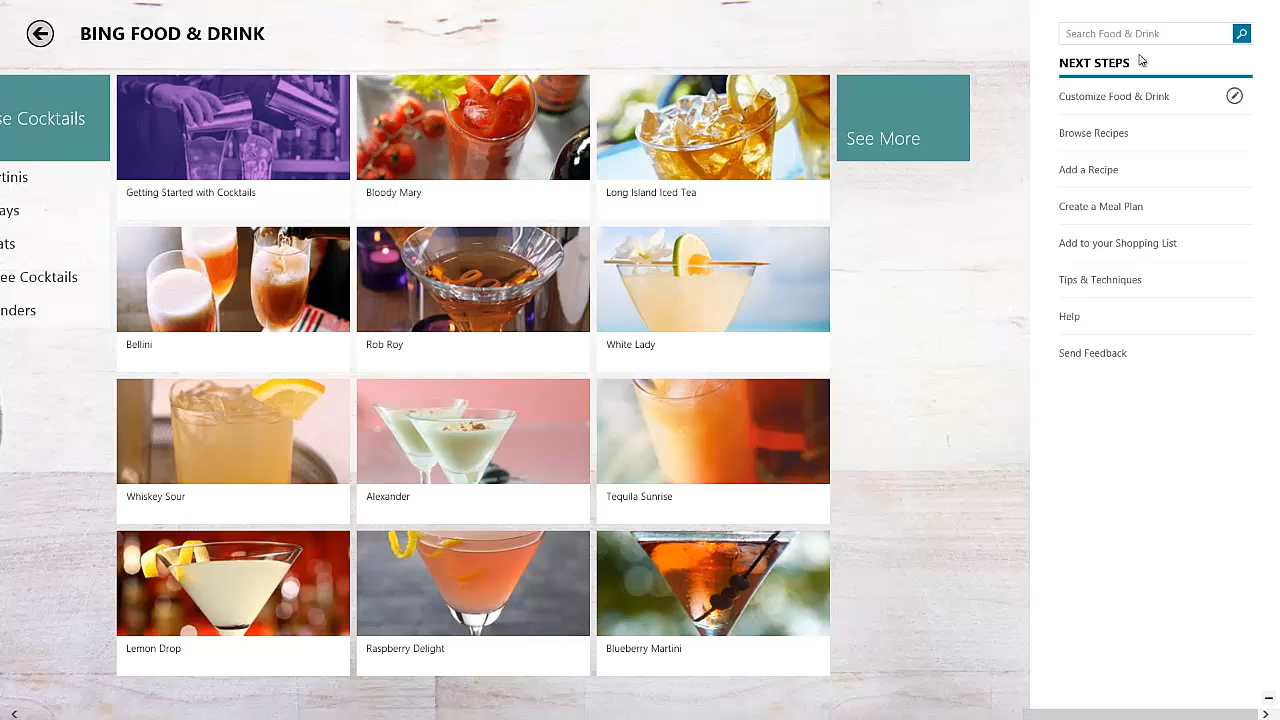 BING FOOD & DRINK
se Cocktails
rtinis
ays
ats
ee Cocktails
nders
Getting Started with Cocktails
Bloody Mary
Long Island Iced Tea
See More
Bellini
Rob Roy
White Lady
Whiskey Sour
Alexander
Tequila Sunrise
Lemon Drop
Raspberry Delight
Blueberry Martini
Search Food & Drink
NEXT STEPS
Customize Food & Drink
Browse Recipes
Add a Recipe
Create a Meal Plan
Add to your Shopping List
Tips & Techniques
Help
Send Feedback